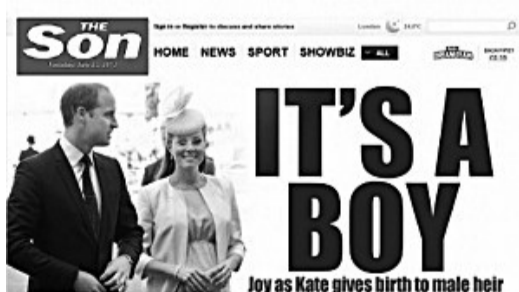 THE
Son
Sign in or Register to discuss and share stories
London
HOME NEWS SPORT SHOWBIZ ALL
IT'S A
BOY
Joy as Kate gives birth to male heir